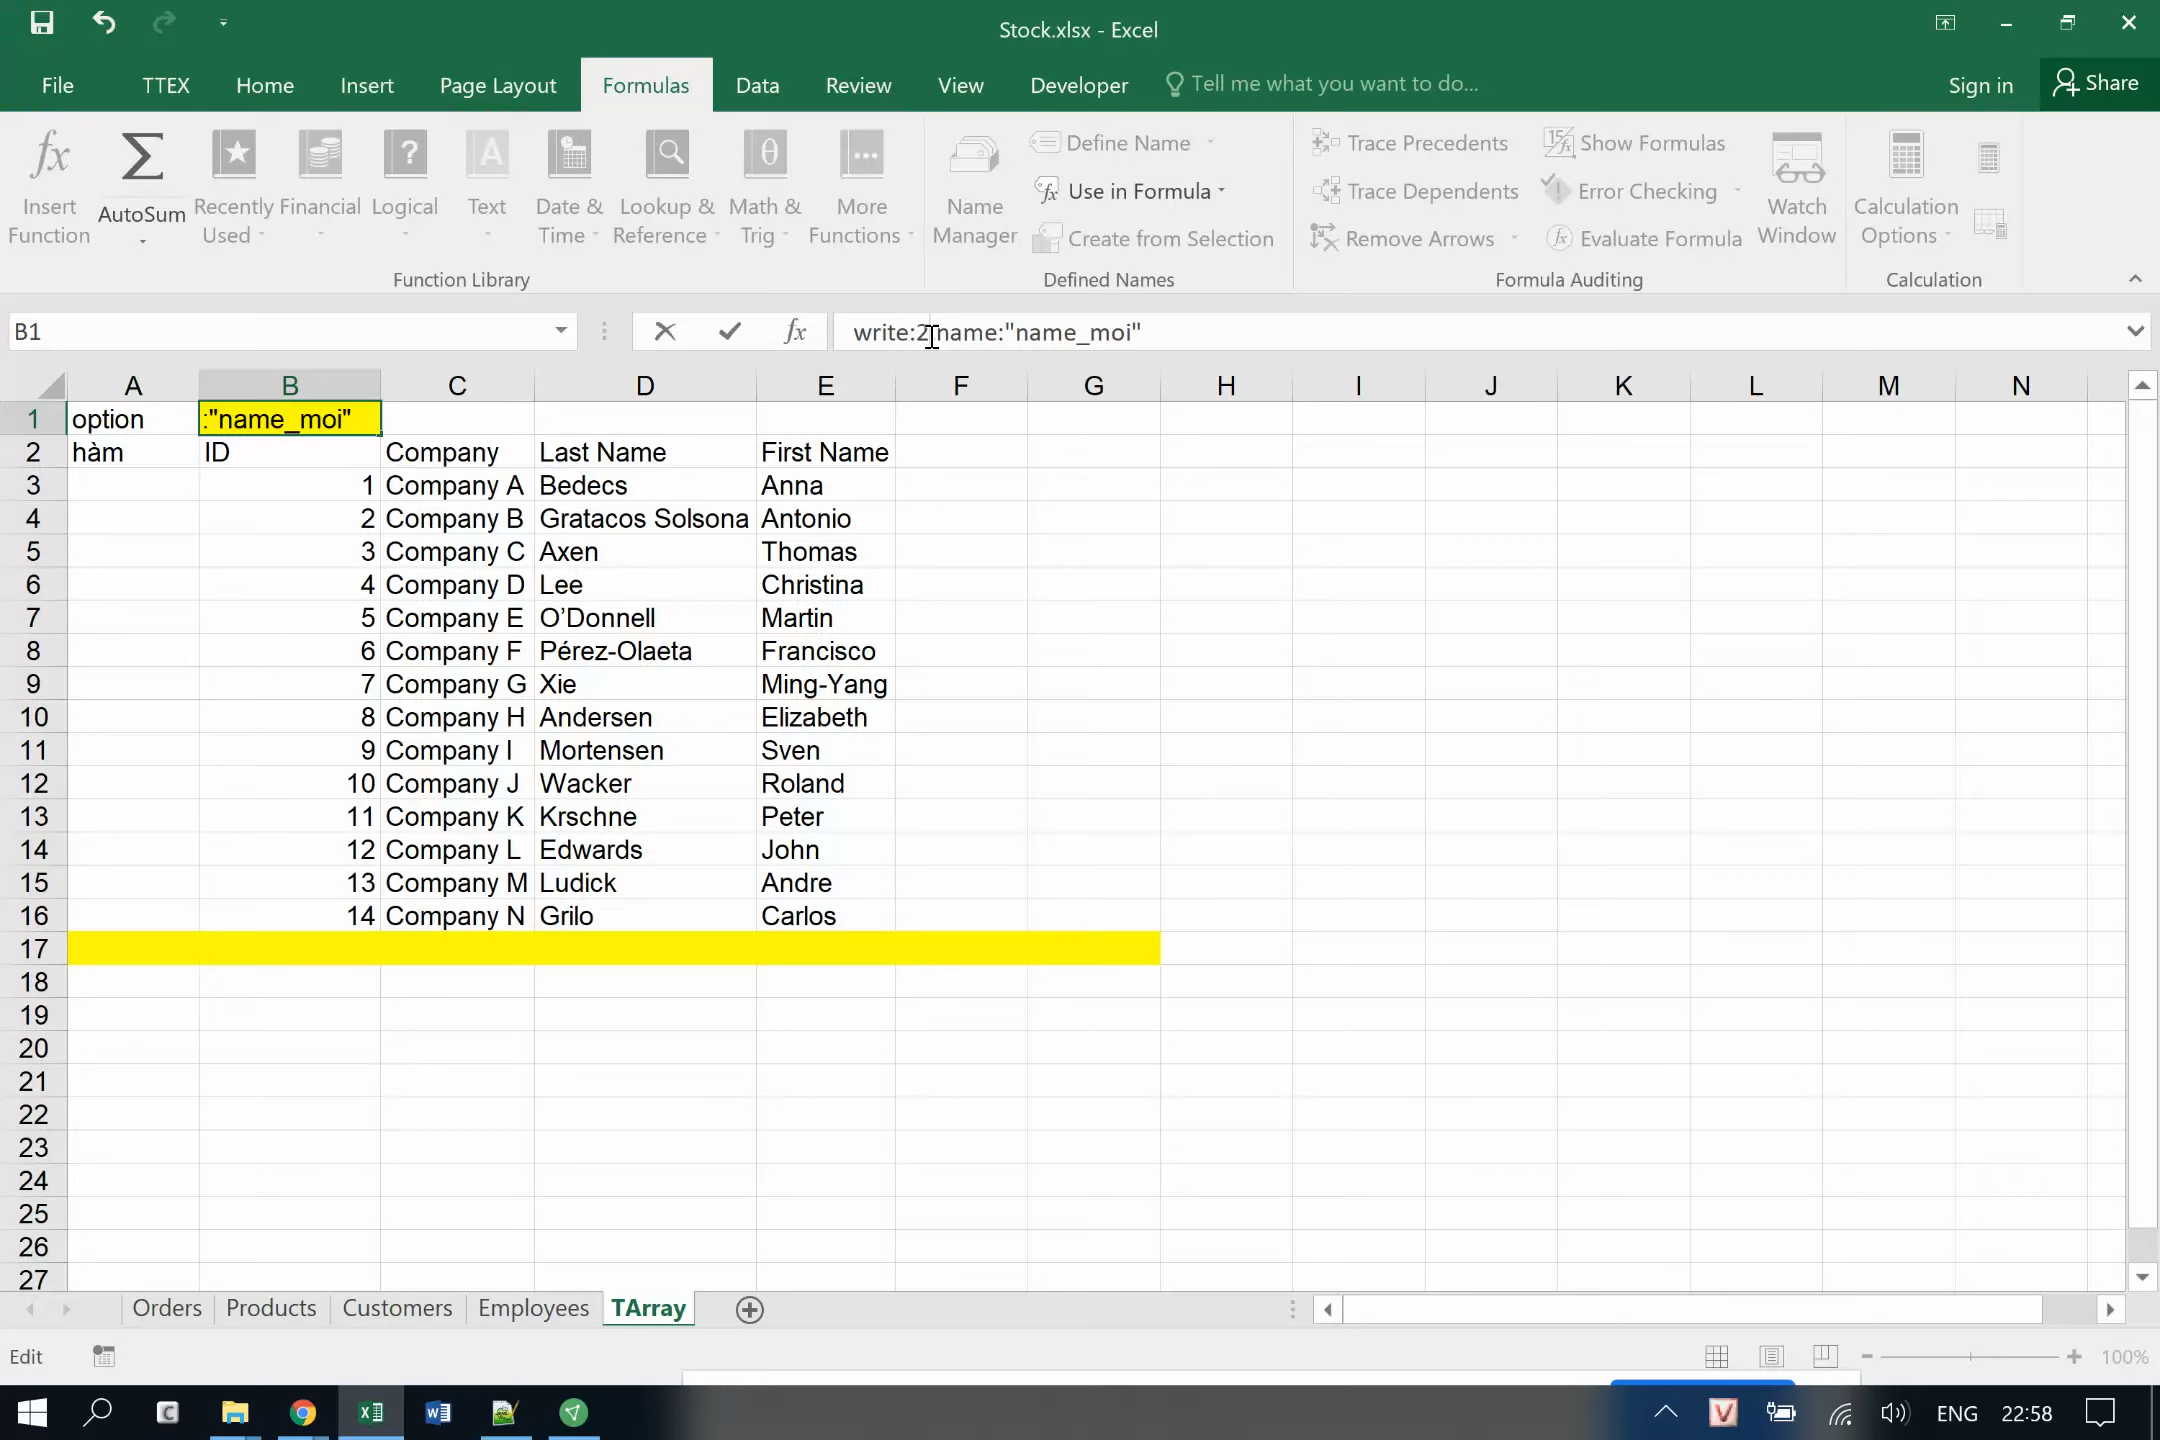 Stock.xlsx - Excel
File TTEX Home Insert Page Layout Formulas Data Review View Developer Tell me what you want to do... Sign in Share
Insert Function
AutoSum
Recently Used
Financial
Logical
Text
Date & Time
Lookup & Reference
Math & Trig
More Functions
Function Library
Name Manager
Define Name
Use in Formula
Create from Selection
Defined Names
Trace Precedents
Trace Dependents
Remove Arrows
Show Formulas
Error Checking
Evaluate Formula
Watch Window
Formula Auditing
Calculation Options
Calculation
B1 fx write:2 name:"name_moi"
A B C D E F G H I J K L M N
1 option :"name_moi"
2 hàm ID Company Last Name First Name
3 1 Company A Bedecs Anna
4 2 Company B Gratacos Solsona Antonio
5 3 Company C Axen Thomas
6 4 Company D Lee Christina
7 5 Company E O’Donnell Martin
8 6 Company F Pérez-Olaeta Francisco
9 7 Company G Xie Ming-Yang
10 8 Company H Andersen Elizabeth
11 9 Company I Mortensen Sven
12 10 Company J Wacker Roland
13 11 Company K Krschne Peter
14 12 Company L Edwards John
15 13 Company M Ludick Andre
16 14 Company N Grilo Carlos
17
18
19
20
21
22
23
24
25
26
27
Orders Products Customers Employees TArray
Edit 100%
ENG 22:58